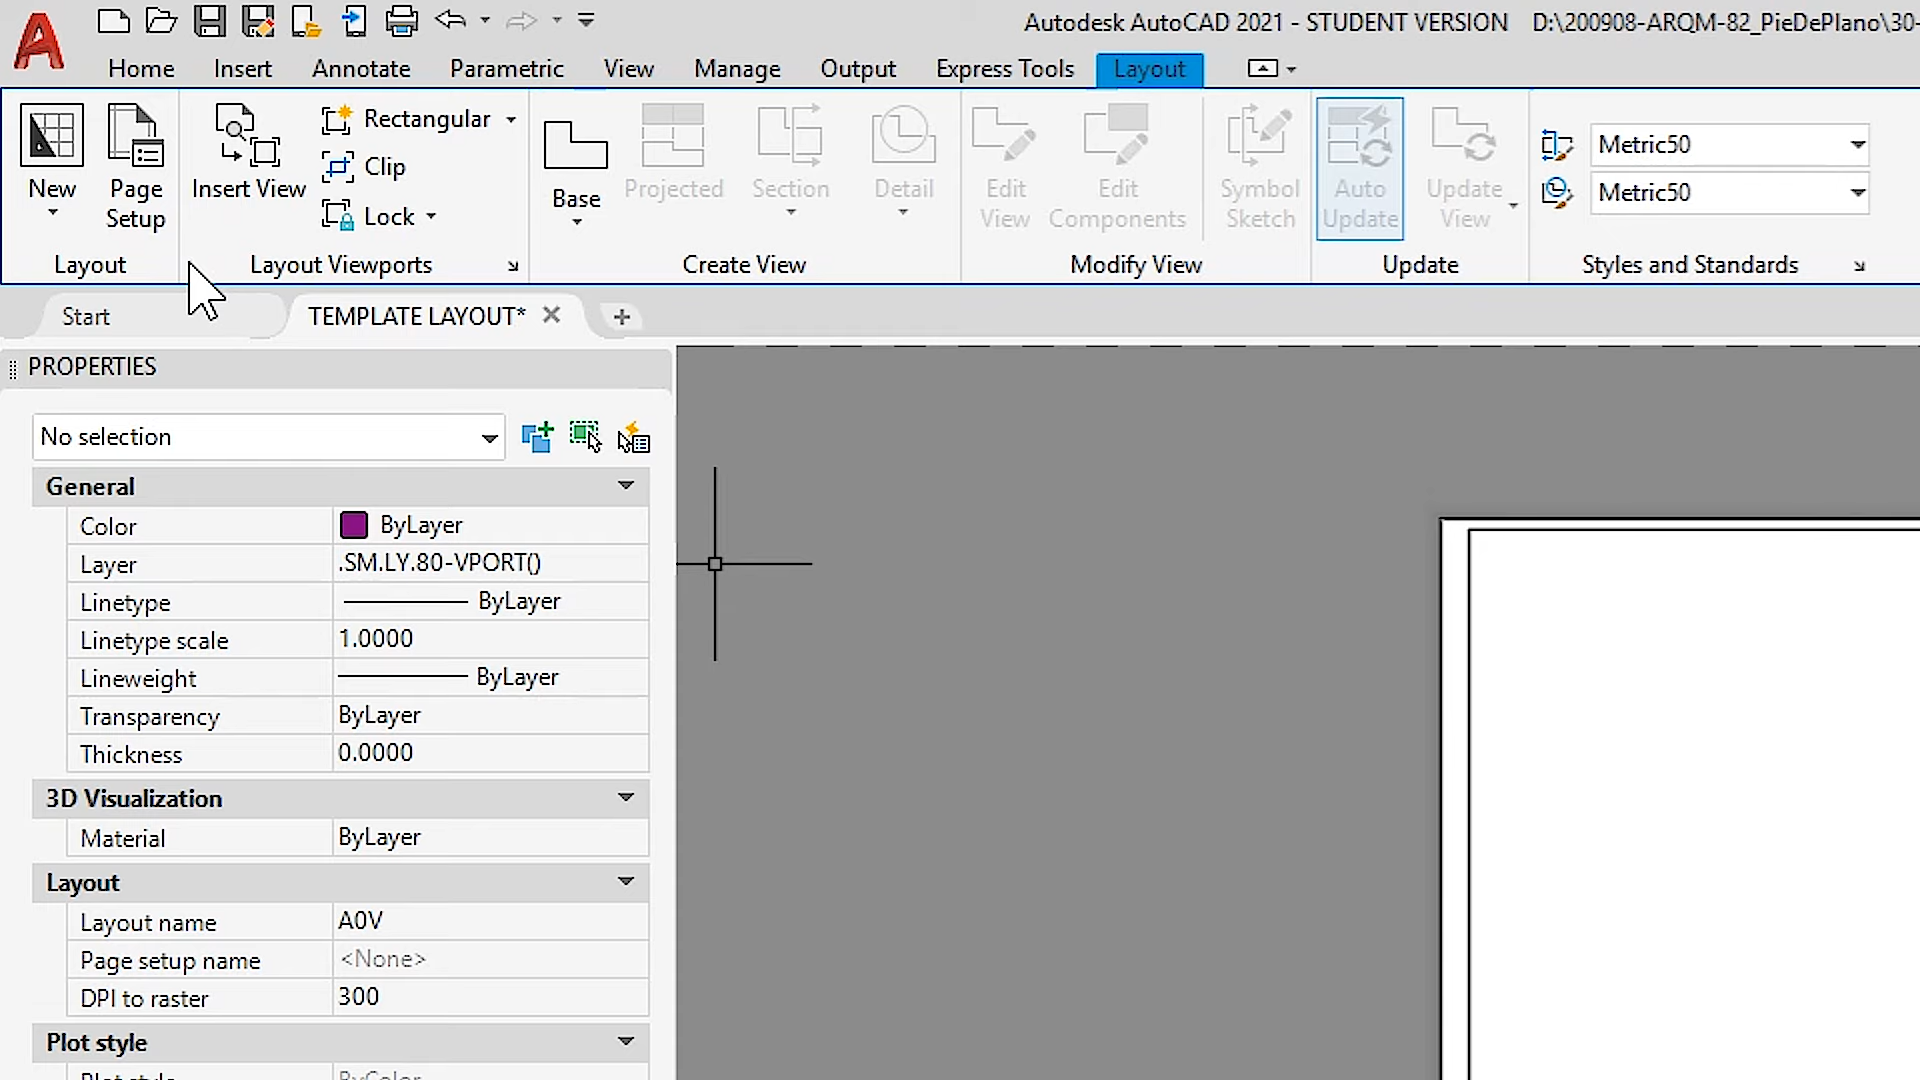 Autodesk AutoCAD 2021 - STUDENT VERSION D:\200908-ARQM-82_PieDePlano\30-
Home Insert Annotate Parametric View Manage Output Express Tools Layout
New
Page Setup
Insert View
Rectangular
Clip
Lock
Base
Projected
Section
Detail
Edit View
Edit Components
Symbol Sketch
Auto Update
Update View
Metric50
Metric50
Layout Layout Viewports Create View Modify View Update Styles and Standards
Start TEMPLATE LAYOUT*
PROPERTIES
No selection
General
Color ByLayer
Layer .SM.LY.80-VPORT()
Linetype ByLayer
Linetype scale 1.0000
Lineweight ByLayer
Transparency ByLayer
Thickness 0.0000
3D Visualization
Material ByLayer
Layout
Layout name A0V
Page setup name <None>
DPI to raster 300
Plot style
Plot style ByColor